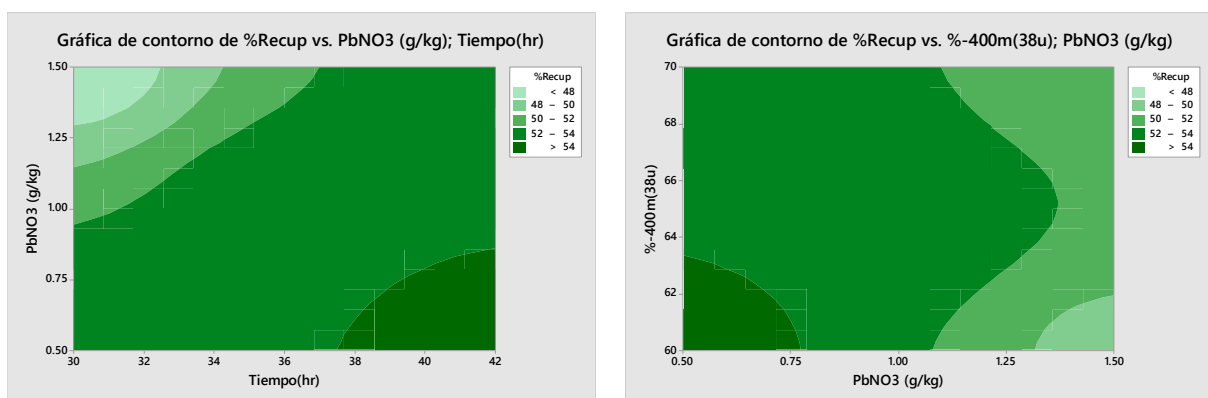 Gráfica de contorno de %Recup vs. PbNO3 (g/kg); Tiempo(hr)
1.50
1.25
1.00
0.75
0.50
PbNO3 (g/kg)
30 32 34 36 38 40 42
Tiempo(hr)
%Recup
< 48
48 – 50
50 – 52
52 – 54
> 54
Gráfica de contorno de %Recup vs. %-400m(38u); PbNO3 (g/kg)
70
68
66
64
62
60
%-400m(38u)
0.50 0.75 1.00 1.25 1.50
PbNO3 (g/kg)
%Recup
< 48
48 – 50
50 – 52
52 – 54
> 54